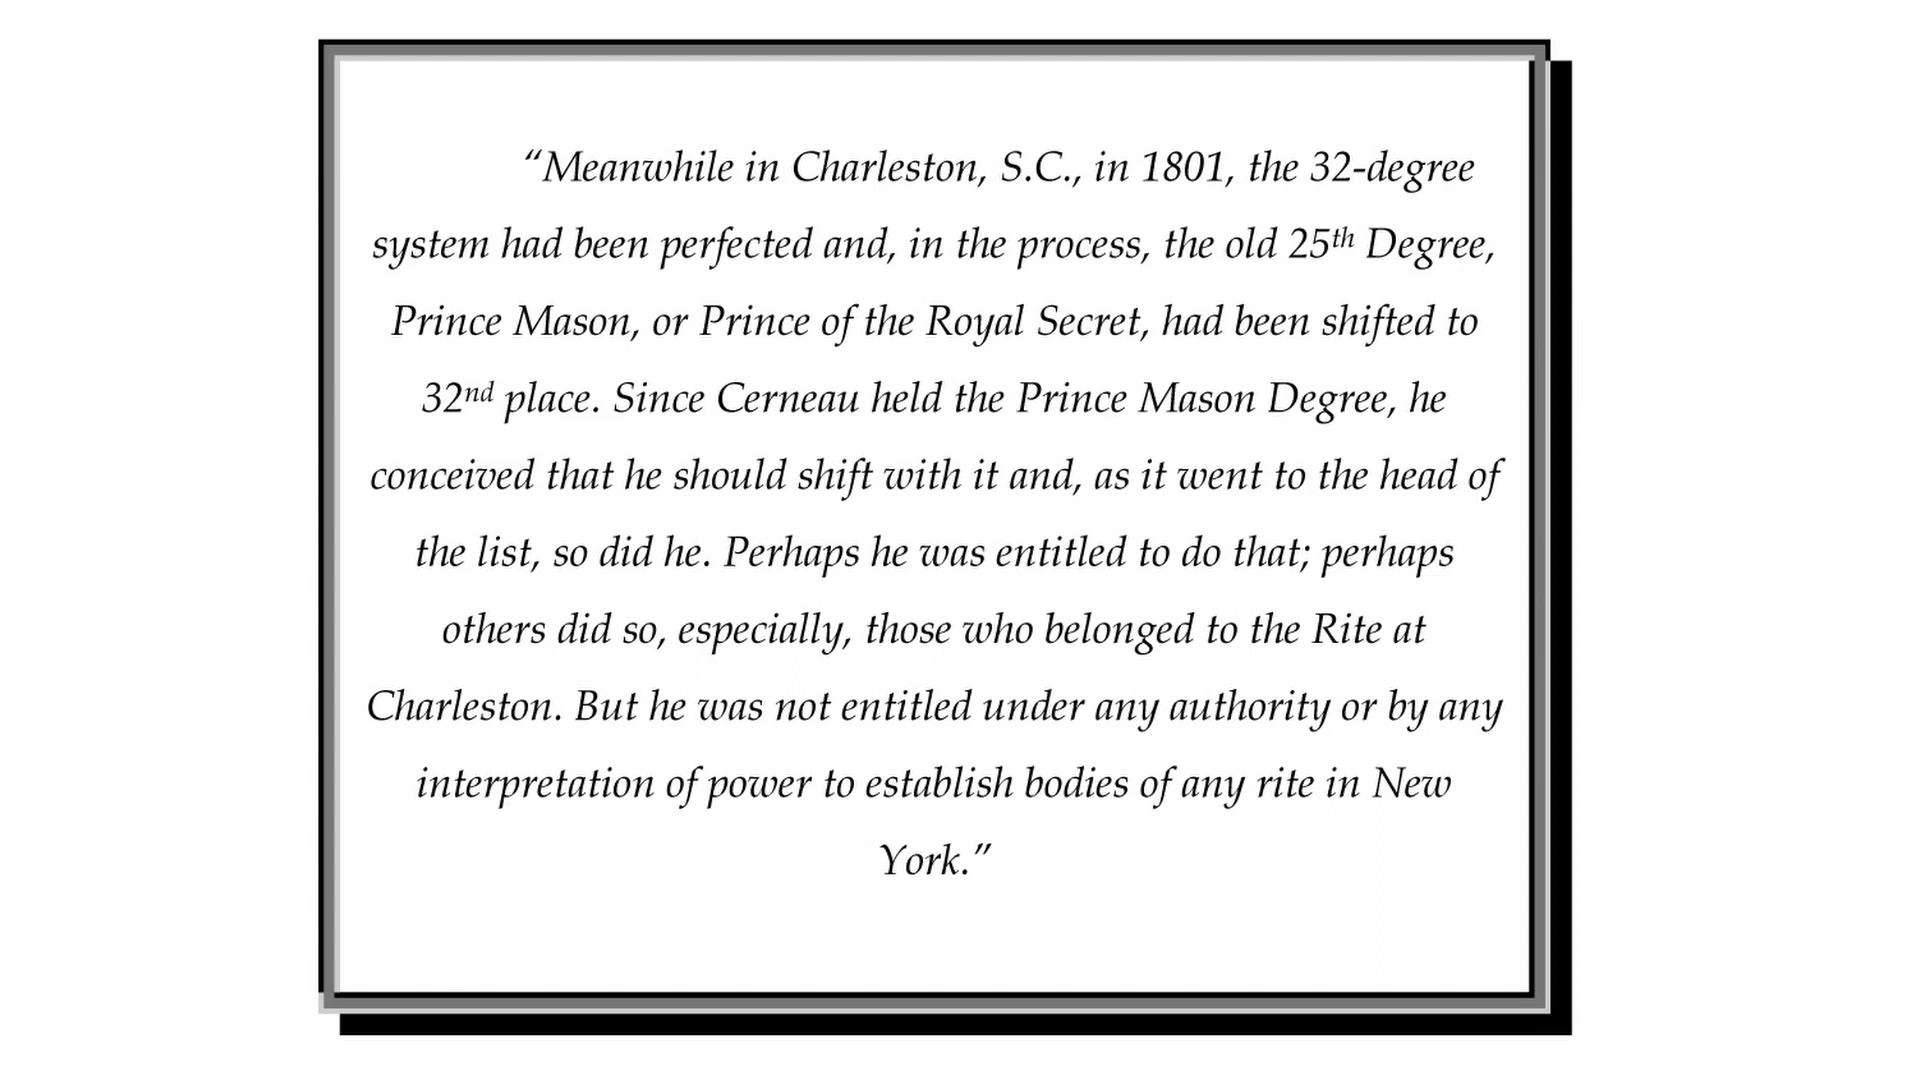 “Meanwhile in Charleston, S.C., in 1801, the 32-degree
system had been perfected and, in the process, the old 25th Degree,
Prince Mason, or Prince of the Royal Secret, had been shifted to
32nd place. Since Cerneau held the Prince Mason Degree, he
conceived that he should shift with it and, as it went to the head of
the list, so did he. Perhaps he was entitled to do that; perhaps
others did so, especially, those who belonged to the Rite at
Charleston. But he was not entitled under any authority or by any
interpretation of power to establish bodies of any rite in New
York.”